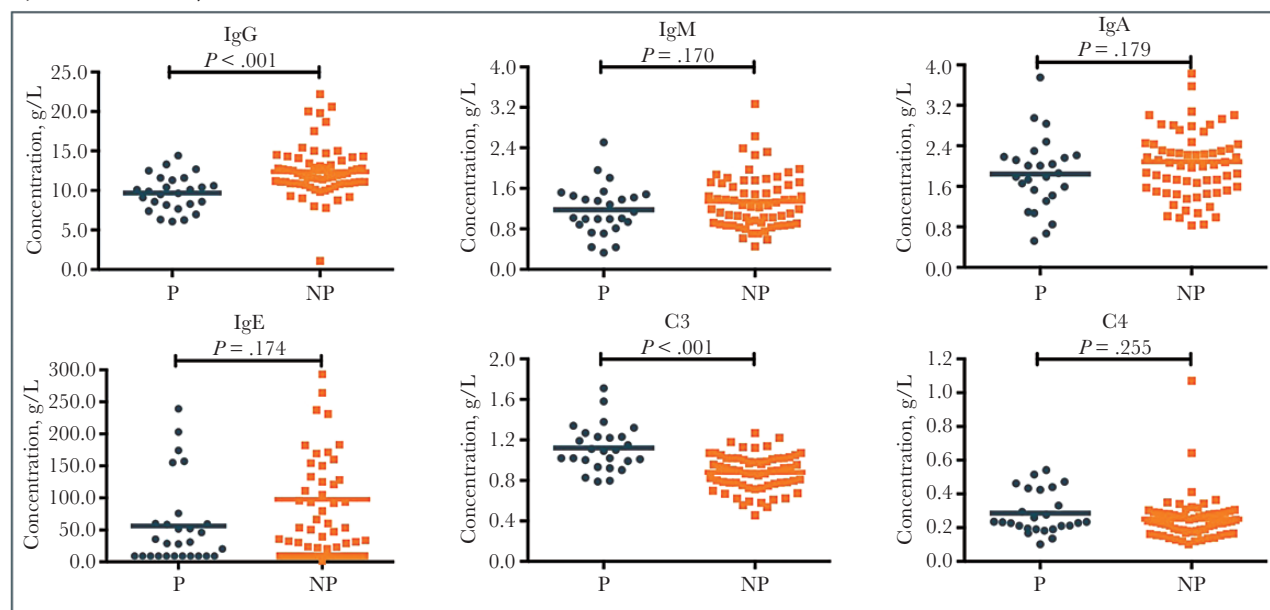 IgG
P < .001
Concentration, g/L
25.0
20.0
15.0
10.0
5.0
0.0
P
NP
IgM
P = .170
Concentration, g/L
4.0
3.2
2.4
1.6
0.8
0.0
P
NP
IgA
P = .179
Concentration, g/L
4.0
3.2
2.4
1.6
0.8
0.0
P
NP
IgE
P = .174
Concentration, g/L
300.0
250.0
200.0
150.0
100.0
50.0
0.0
P
NP
C3
P < .001
Concentration, g/L
2.0
1.6
1.2
0.8
0.4
0.0
P
NP
C4
P = .255
Concentration, g/L
1.2
1.0
0.8
0.6
0.4
0.2
0.0
P
NP